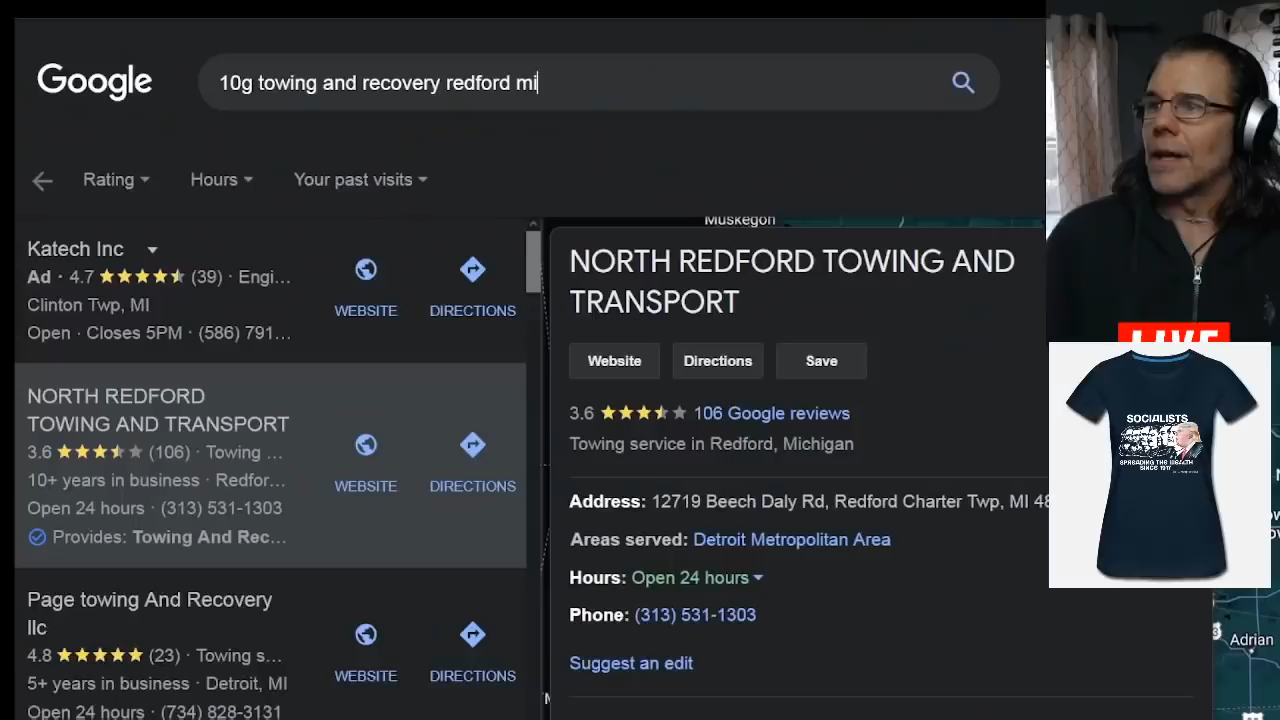 Google
10g towing and recovery redford mi
Rating
Hours
Your past visits
Katech Inc
Ad · 4.7 (39) · Engi...
Clinton Twp, MI
Open · Closes 5PM · (586) 791...
WEBSITE
DIRECTIONS
NORTH REDFORD
TOWING AND TRANSPORT
3.6 (106) · Towing ...
10+ years in business · Redfor...
Open 24 hours · (313) 531-1303
Provides: Towing And Rec...
WEBSITE
DIRECTIONS
Page towing And Recovery
llc
4.8 (23) · Towing s...
5+ years in business · Detroit, MI
Open 24 hours · (734) 828-3131
WEBSITE
DIRECTIONS
Muskegon
NORTH REDFORD TOWING AND
TRANSPORT
Website
Directions
Save
3.6 106 Google reviews
Towing service in Redford, Michigan
Address: 12719 Beech Daly Rd, Redford Charter Twp, MI 48
Areas served: Detroit Metropolitan Area
Hours: Open 24 hours
Phone: (313) 531-1303
Suggest an edit
LIVE
SOCIALISTS
SPREADING THE WEALTH
SINCE 1917
Adrian